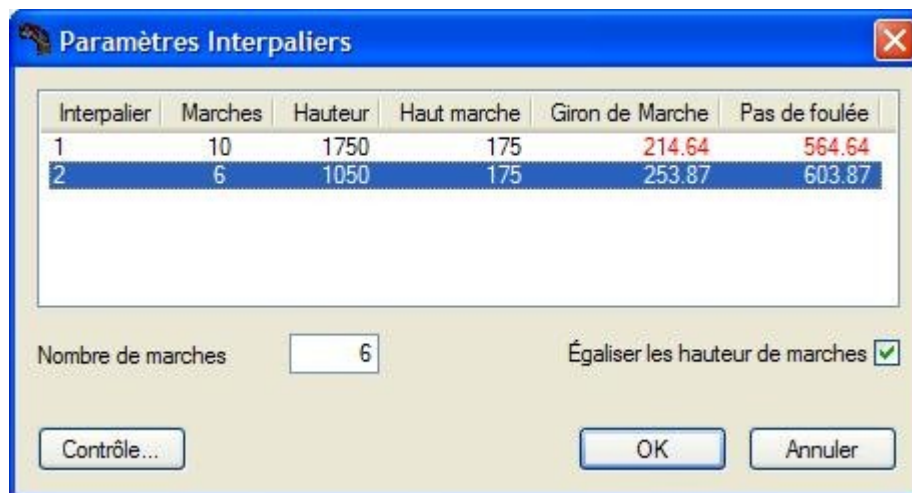 Paramètres Interpaliers
Interpalier Marches Hauteur Haut marche Giron de Marche Pas de foulée
1 10 1750 175 214.64 564.64
2 6 1050 175 253.87 603.87
Nombre de marches 6 Égaliser les hauteur de marches
Contrôle... OK Annuler